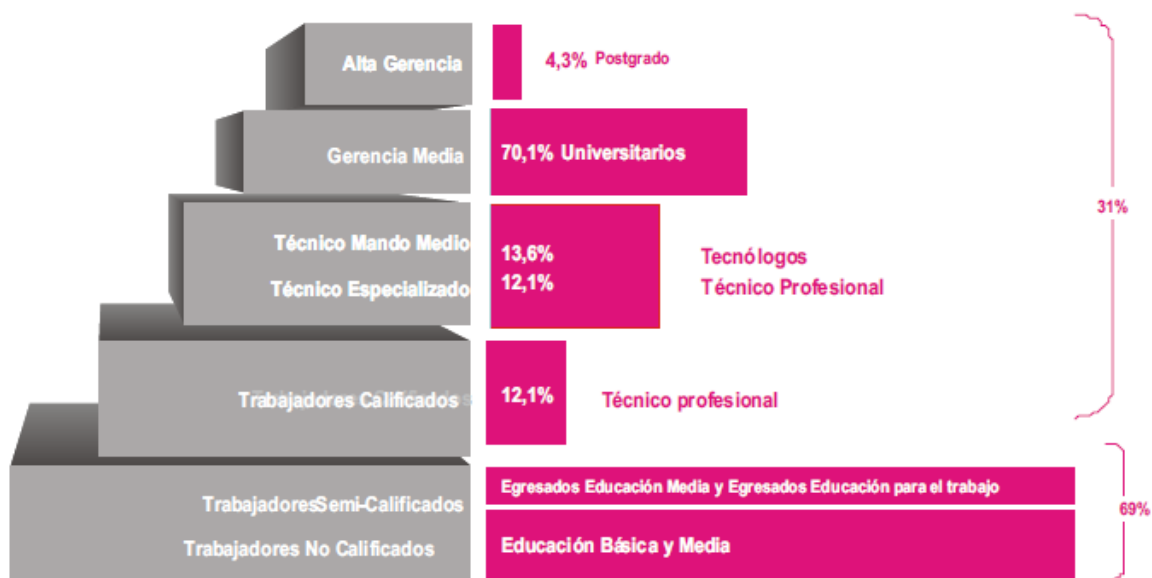 Alta Gerencia
4,3% Postgrado
Gerencia Media
70,1% Universitarios
Técnico Mando Medio
13,6%
Tecnólogos
Técnico Especializado
12,1%
Técnico Profesional
31%
Trabajadores Calificados
12,1%
Técnico profesional
TrabajadoresSemi-Calificados
Egresados Educación Media y Egresados Educación para el trabajo
69%
Trabajadores No Calificados
Educación Básica y Media